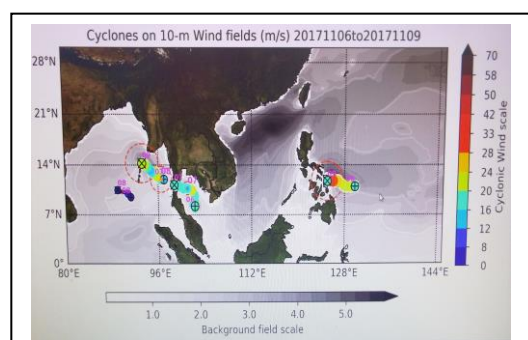 Cyclones on 10-m Wind fields (m/s) 20171106to20171109
28°N
21°N
14°N
7°N
0°
80°E 96°E 112°E 128°E 144°E
70
58
50
42
33
28
20
16
12
8
0
Cyclonic Wind scale
1.0 2.0 3.0 4.0 5.0
Background field scale